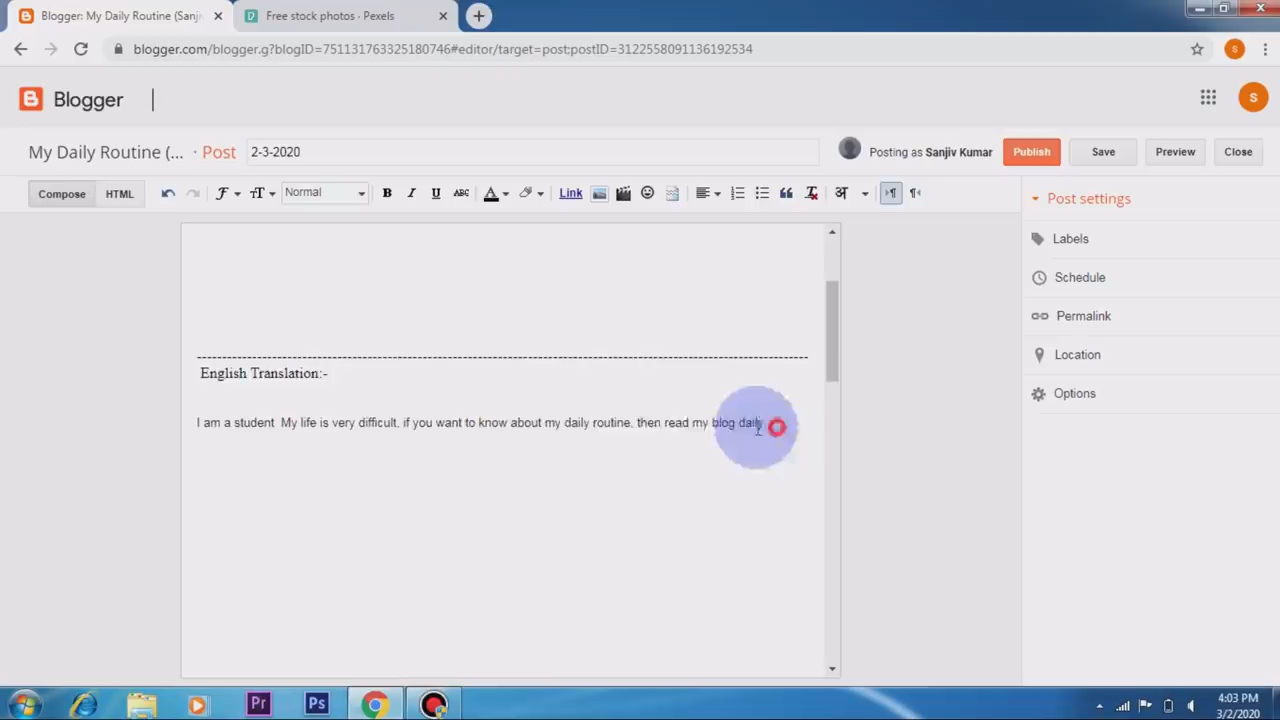 Blogger: My Daily Routine (Sanj
Free stock photos - Pexels
blogger.com/blogger.g?blogID=751131763325180746#editor/target=post;postID=3122558091136192534
S
Blogger
S
My Daily Routine (... · Post
2-3-2020
Posting as Sanjiv Kumar
Publish
Save
Preview
Close
Compose
HTML
Normal
B
I
U
ABC
A
Link
अ
Post settings
Labels
Schedule
Permalink
Location
Options
English Translation:-
I am a student  My life is very difficult, if you want to know about my daily routine, then read my blog daily
Pr
Ps
4:03 PM
3/2/2020